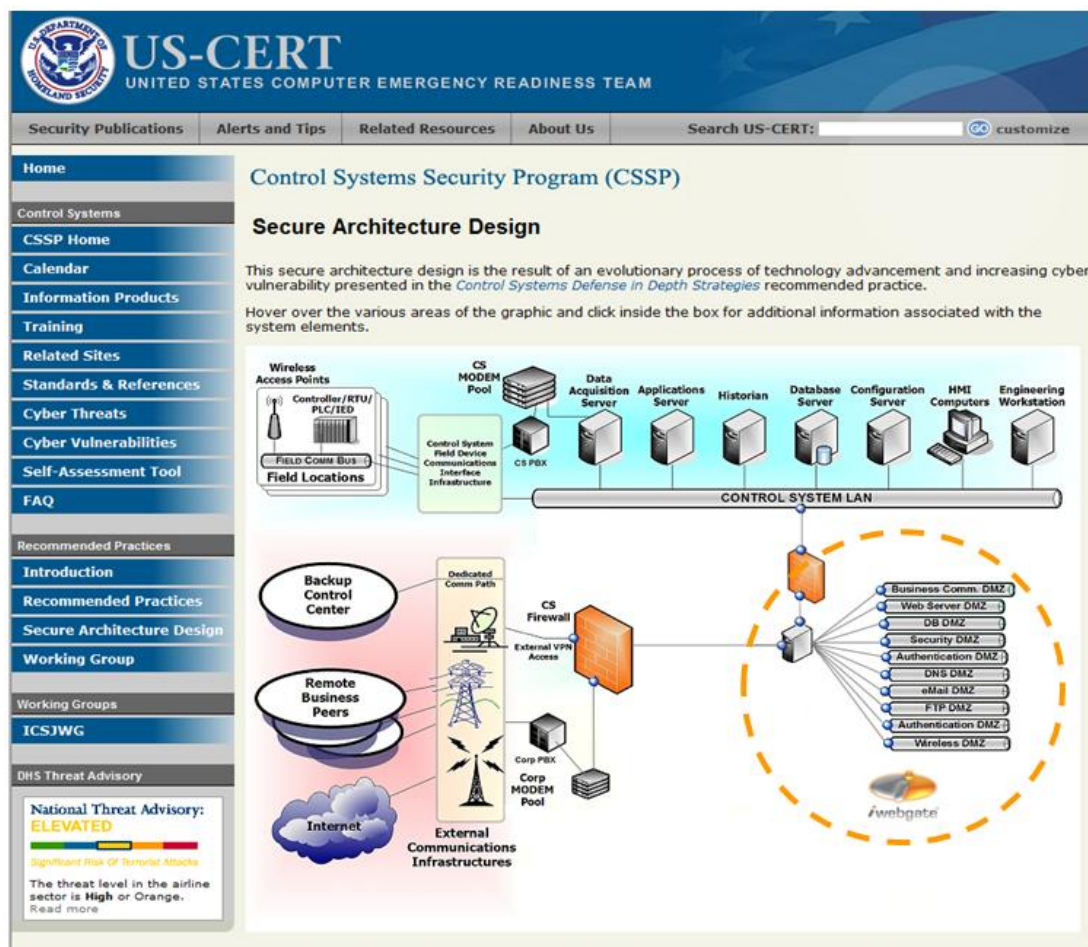 US-CERT
UNITED STATES COMPUTER EMERGENCY READINESS TEAM
U.S. DEPARTMENT OF HOMELAND SECURITY
Security Publications
Alerts and Tips
Related Resources
About Us
Search US-CERT:
GO
customize
Home
Control Systems
CSSP Home
Calendar
Information Products
Training
Related Sites
Standards & References
Cyber Threats
Cyber Vulnerabilities
Self-Assessment Tool
FAQ
Recommended Practices
Introduction
Recommended Practices
Secure Architecture Design
Working Group
Working Groups
ICSJWG
DHS Threat Advisory
National Threat Advisory:
ELEVATED
Significant Risk Of Terrorist Attacks
The threat level in the airline
sector is High or Orange.
Read more
Control Systems Security Program (CSSP)
Secure Architecture Design
This secure architecture design is the result of an evolutionary process of technology advancement and increasing cyber
vulnerability presented in the Control Systems Defense in Depth Strategies recommended practice.
Hover over the various areas of the graphic and click inside the box for additional information associated with the
system elements.
Wireless
Access Points
Controller/RTU/
PLC/IED
FIELD COMM BUS
Field Locations
Control System
Field Device
Communications
Interface
Infrastructure
CS
MODEM
Pool
CS PBX
Data
Acquisition
Server
Applications
Server
Historian
Database
Server
Configuration
Server
HMI
Computers
Engineering
Workstation
CONTROL SYSTEM LAN
Backup
Control
Center
Remote
Business
Peers
Internet
Dedicated
Comm Path
External
Communications
Infrastructures
CS
Firewall
External VPN
Access
Corp PBX
Corp
MODEM
Pool
Business Comm. DMZ
Web Server DMZ
DB DMZ
Security DMZ
Authentication DMZ
DNS DMZ
eMail DMZ
FTP DMZ
Authentication DMZ
Wireless DMZ
iwebgate